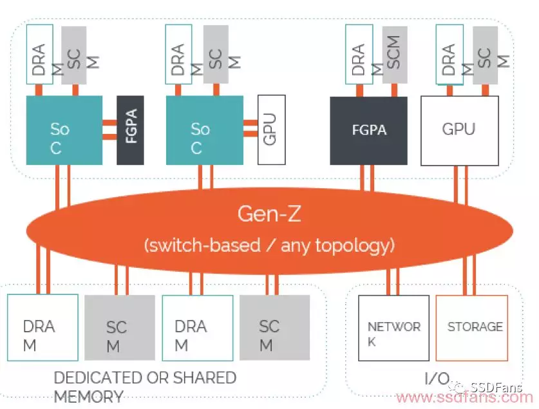 DRA
M
SC
M
DRA
M
SC
M
DRA
M
SCM
DRA
M
SC
M
So
C
FGPA
So
C
GPU
FGPA
GPU
Gen-Z
(switch-based / any topology)
DRA
M
SC
M
DRA
M
SC
M
NETWOR
K
STORAGE
DEDICATED OR SHARED
MEMORY
I/O
SSDFans
www.ssdfans.com